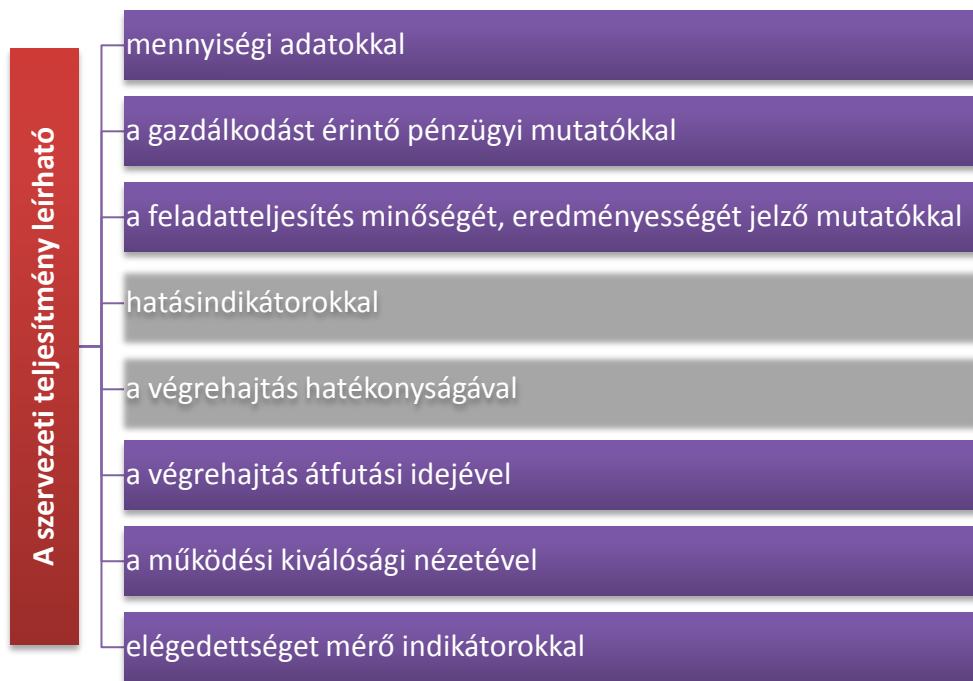 A szervezeti teljesítmény leírható
mennyiségi adatokkal
a gazdálkodást érintő pénzügyi mutatókkal
a feladatteljesítés minőségét, eredményességét jelző mutatókkal
hatásindikátorokkal
a végrehajtás hatékonyságával
a végrehajtás átfutási idejével
a működési kiválósági nézetével
elégedettséget mérő indikátorokkal